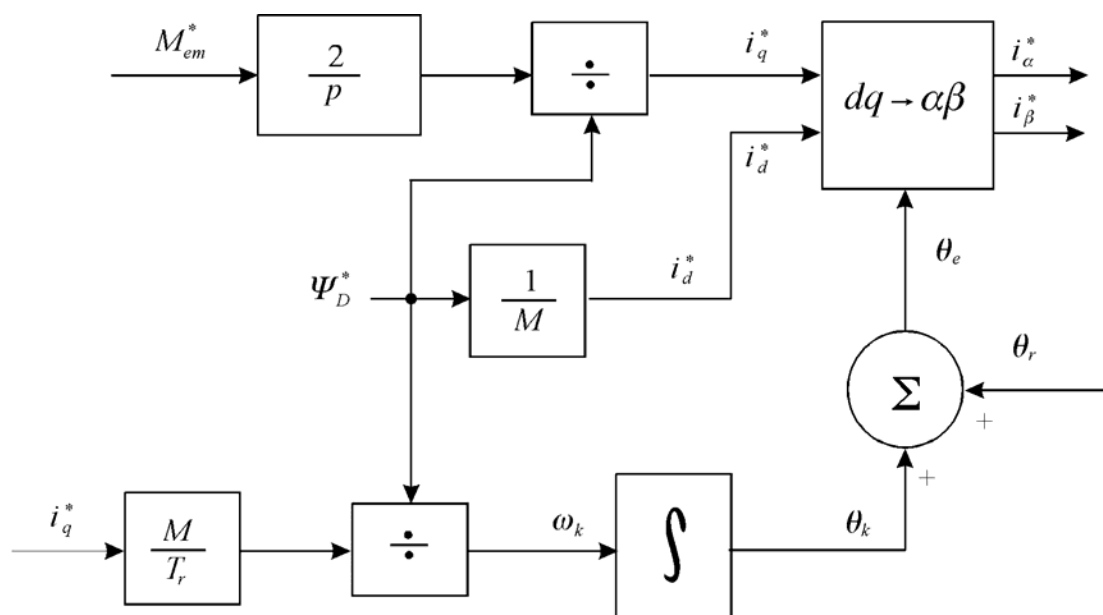 M*em
2/p
÷
i*q
dq → αβ
i*α
i*β
i*d
Ψ*D
1/M
i*d
θe
Σ
θr
+
+
i*q
M/Tr
÷
ωk
∫
θk